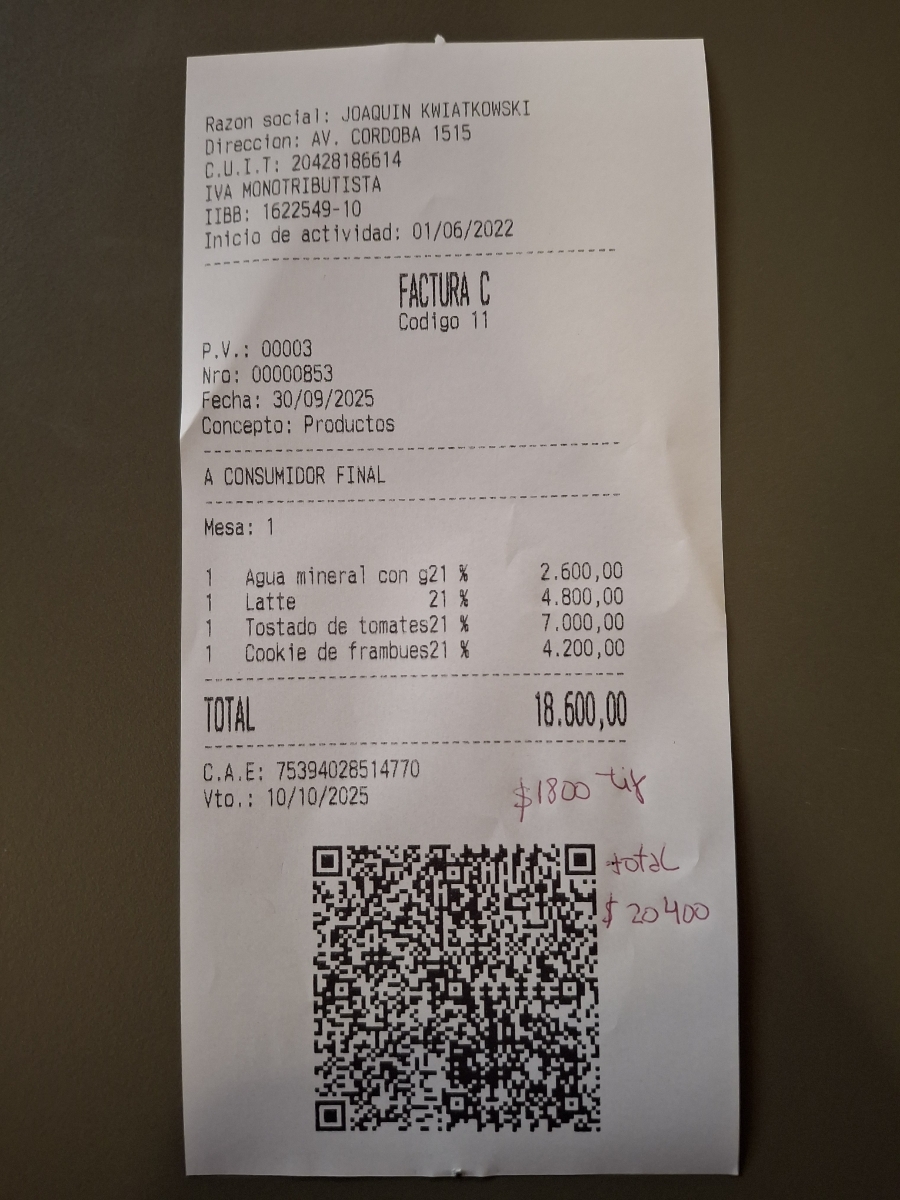 Razon social: JOAQUIN KWIATKOWSKI
Direccion: AV. CORDOBA 1515
C.U.I.T: 20428186614
IVA MONOTRIBUTISTA
IIBB: 1622549-10
Inicio de actividad: 01/06/2022
FACTURA C
Codigo 11
P.V.: 00003
Nro: 00000853
Fecha: 30/09/2025
Concepto: Productos
A CONSUMIDOR FINAL
Mesa: 1
1 Agua mineral con g21 % 2.600,00
1 Latte 21 % 4.800,00
1 Tostado de tomates21 % 7.000,00
1 Cookie de frambues21 % 4.200,00
TOTAL 18.600,00
C.A.E: 75394028514770
Vto.: 10/10/2025
$1800
total
$ 20400